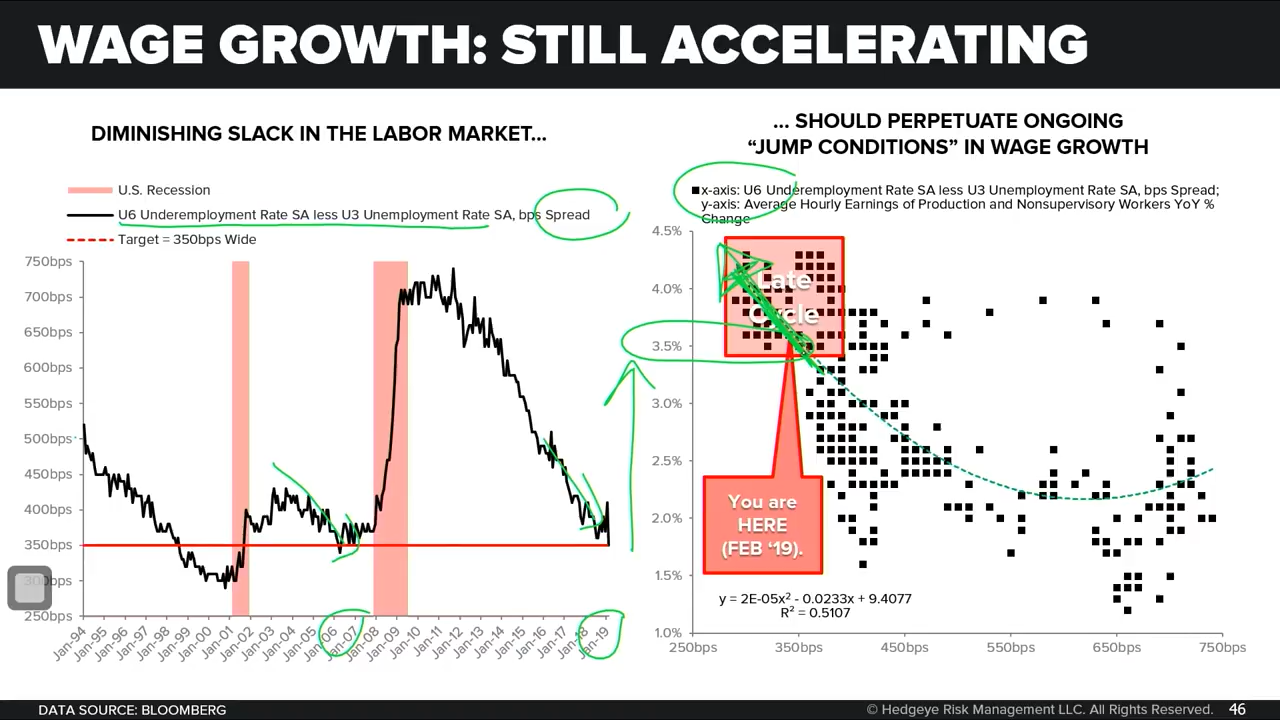 WAGE GROWTH: STILL ACCELERATING
DIMINISHING SLACK IN THE LABOR MARKET...
U.S. Recession
U6 Underemployment Rate SA less U3 Unemployment Rate SA, bps Spread
Target = 350bps Wide
750bps
700bps
650bps
600bps
550bps
500bps
450bps
400bps
350bps
300bps
250bps
Jan-94
Jan-95
Jan-96
Jan-97
Jan-98
Jan-99
Jan-00
Jan-01
Jan-02
Jan-03
Jan-04
Jan-05
Jan-06
Jan-07
Jan-08
Jan-09
Jan-10
Jan-11
Jan-12
Jan-13
Jan-14
Jan-15
Jan-16
Jan-17
Jan-18
Jan-19
... SHOULD PERPETUATE ONGOING
“JUMP CONDITIONS” IN WAGE GROWTH
x-axis: U6 Underemployment Rate SA less U3 Unemployment Rate SA, bps Spread;
y-axis: Average Hourly Earnings of Production and Nonsupervisory Workers YoY %
Change
4.5%
4.0%
3.5%
3.0%
2.5%
2.0%
1.5%
1.0%
Late
Cycle
You are
HERE
(FEB ‘19).
y = 2E-05x² - 0.0233x + 9.4077
R² = 0.5107
250bps
350bps
450bps
550bps
650bps
750bps
DATA SOURCE: BLOOMBERG
© Hedgeye Risk Management LLC. All Rights Reserved.
46